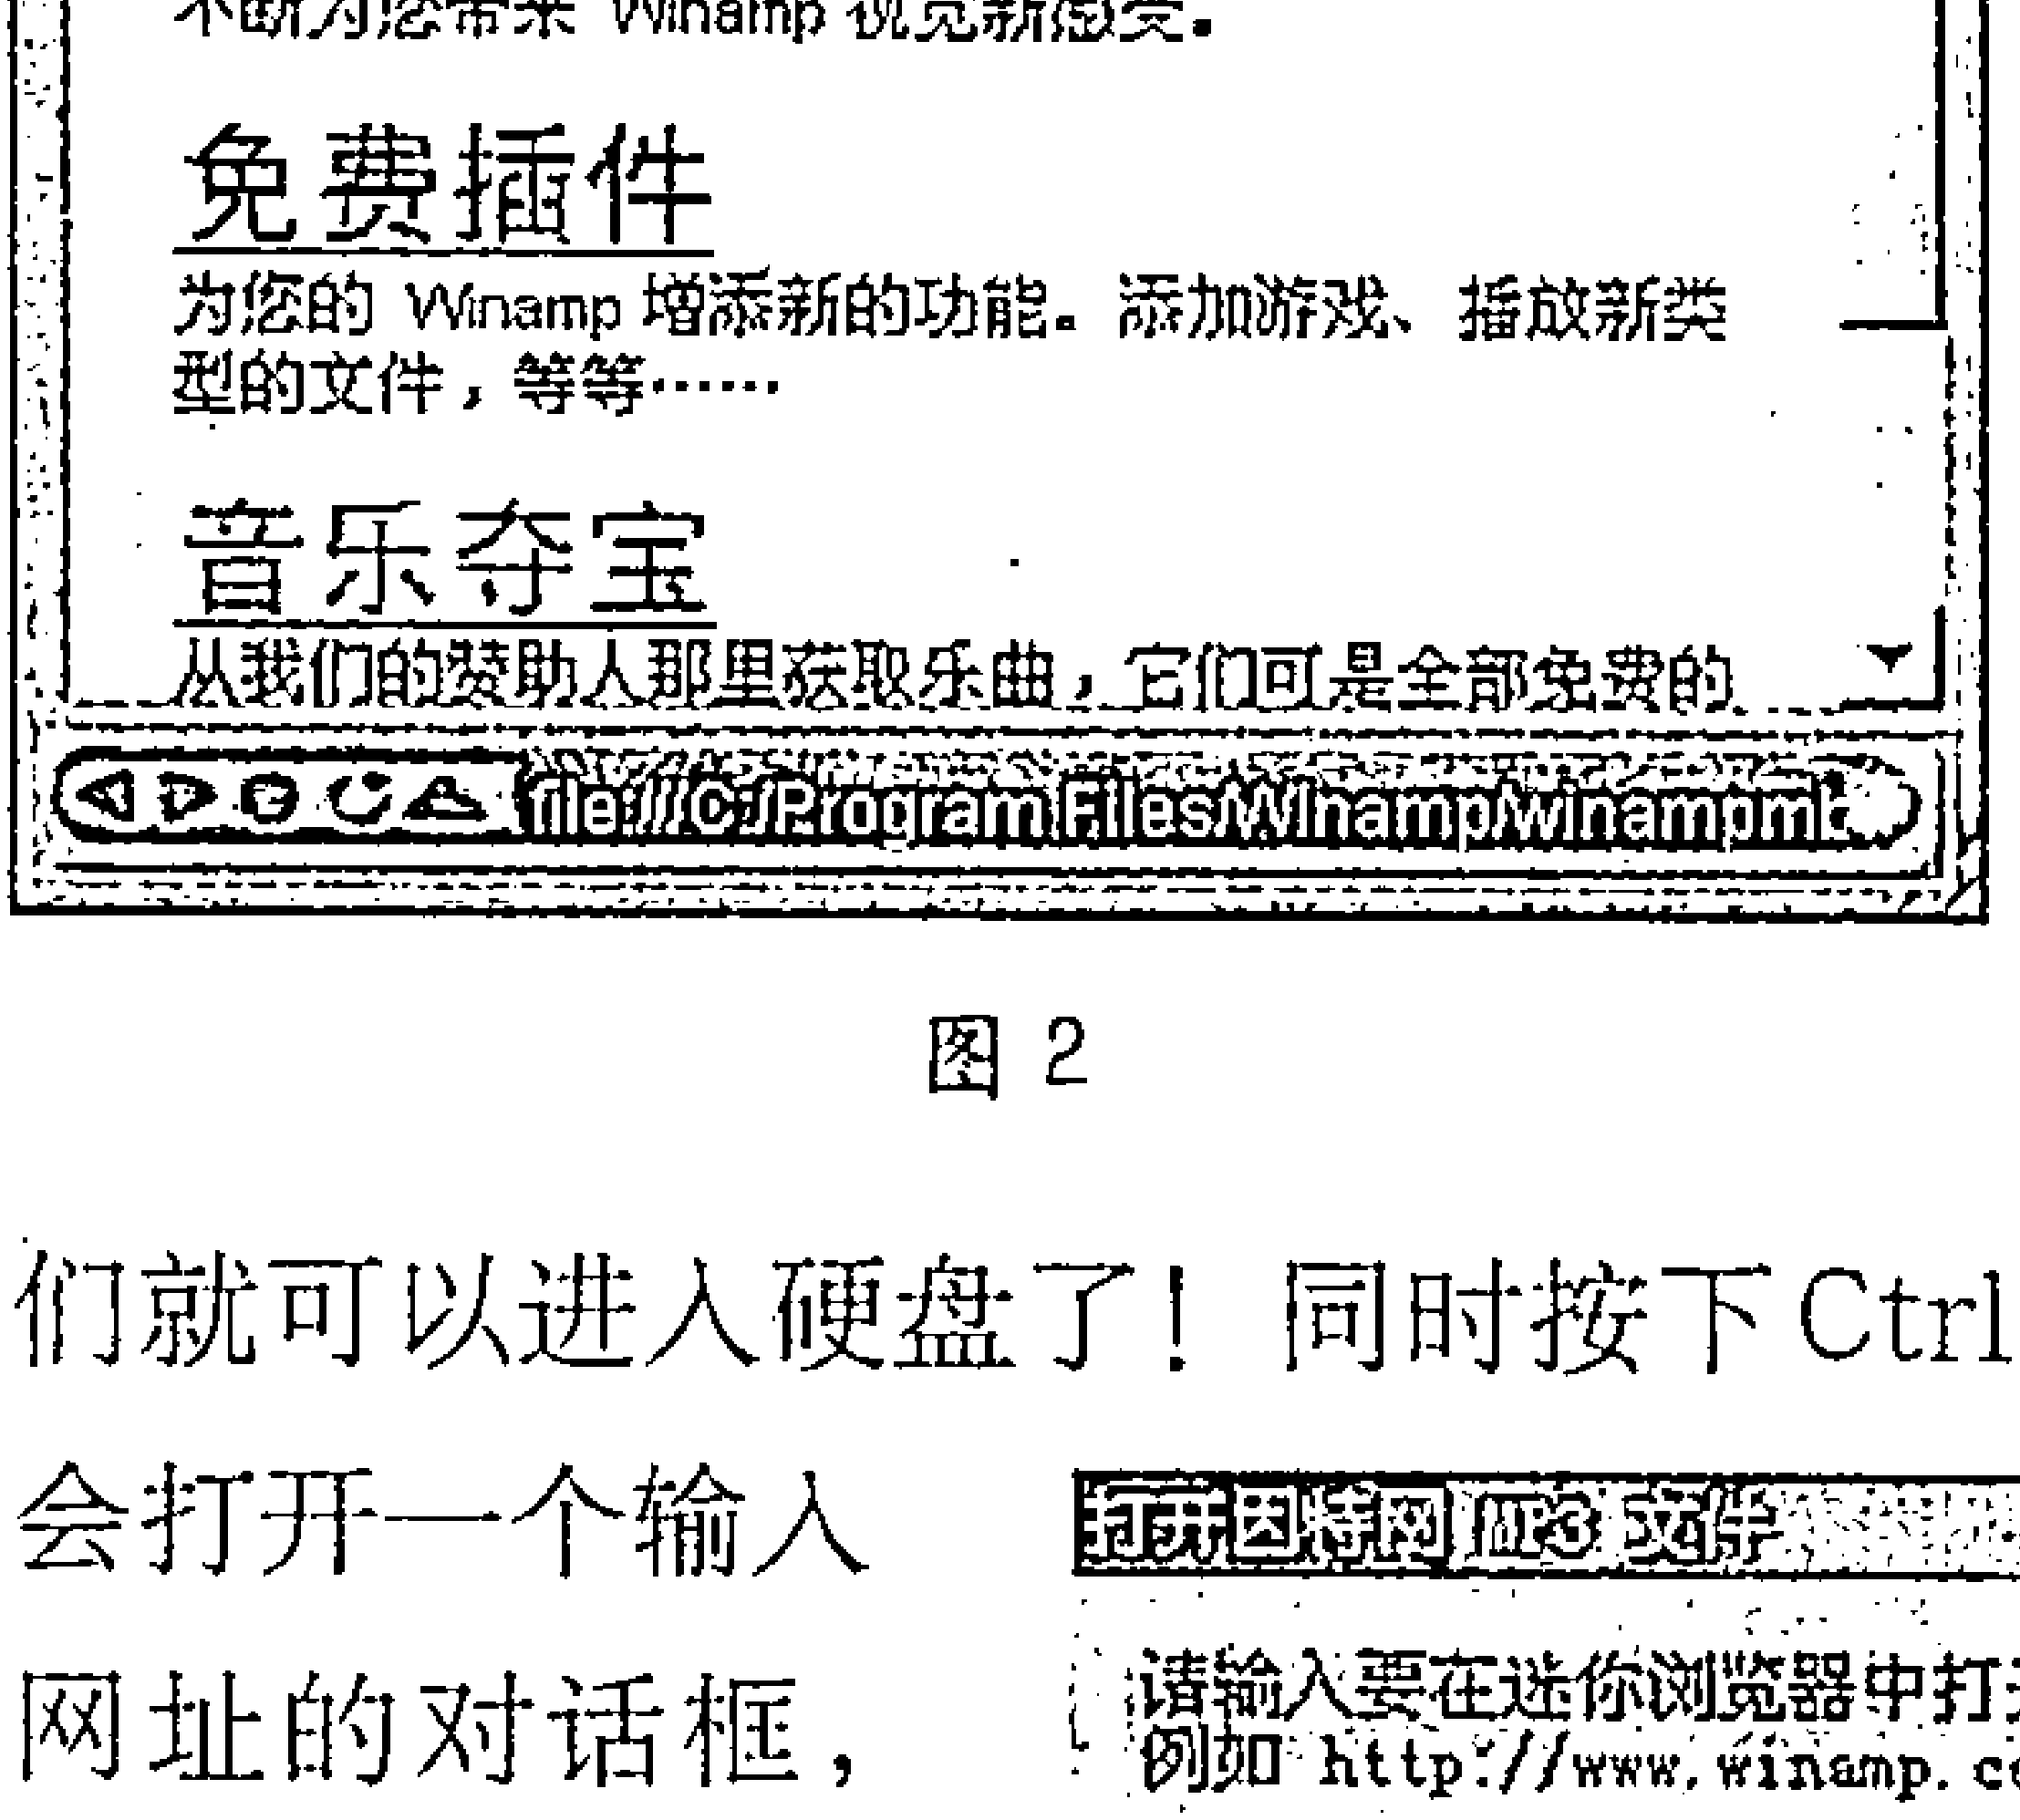 不断为您带来 Winamp 视觉新感受。
免费插件
为您的 Winamp 增添新的功能。添加游戏、播放新类
型的文件，等等……
音乐夺宝
从我们的赞助人那里获取乐曲，它们可是全部免费的
file://C:/Program Files/Winamp/winampmb
图 2
们就可以进入硬盘了！同时按下Ctrl
会打开一个输入
网址的对话框，
打开因特网 MP3 文件
请输入要在迷你浏览器中打开
例如 http://www.winamp.co